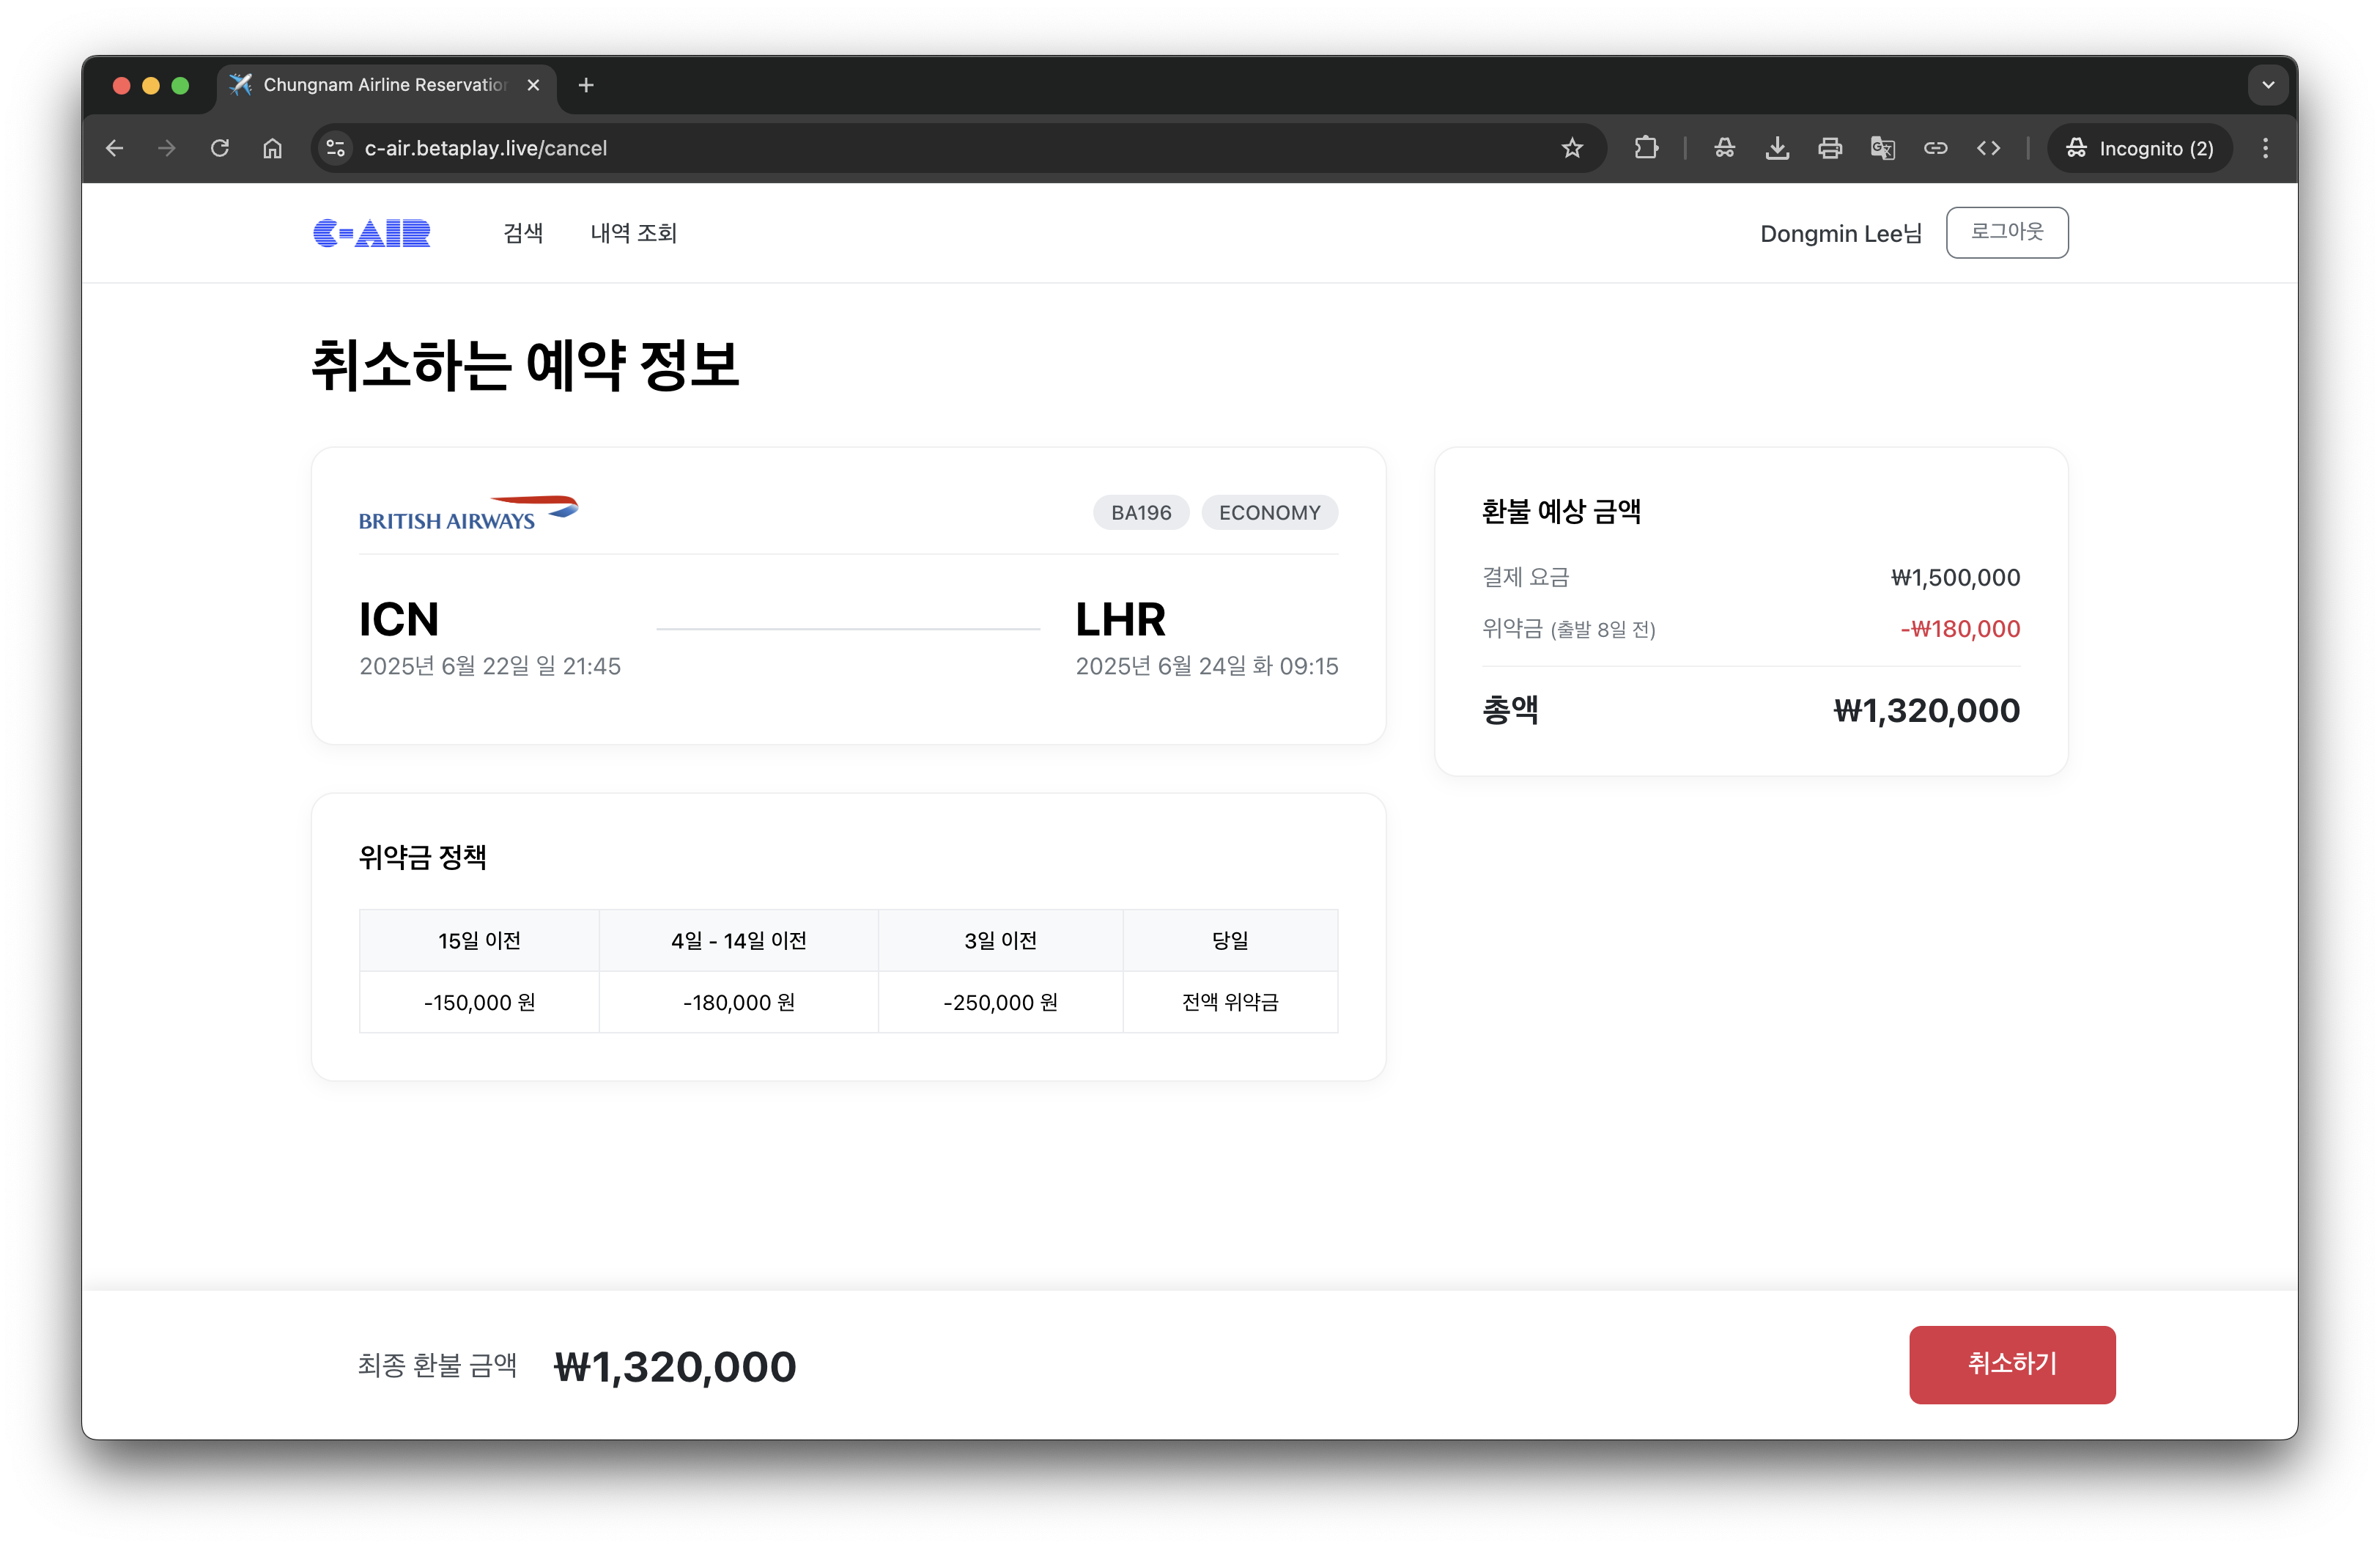 Chungnam Airline Reservation
c-air.betaplay.live/cancel
Incognito (2)
C-AIR
검색
내역 조회
Dongmin Lee님
로그아웃
취소하는 예약 정보
BRITISH AIRWAYS
BA196
ECONOMY
ICN
2025년 6월 22일 일 21:45
LHR
2025년 6월 24일 화 09:15
환불 예상 금액
결제 요금
₩1,500,000
위약금 (출발 8일 전)
-₩180,000
총액
₩1,320,000
위약금 정책
15일 이전 4일 - 14일 이전 3일 이전 당일
-150,000 원 -180,000 원 -250,000 원 전액 위약금
최종 환불 금액 ₩1,320,000
취소하기